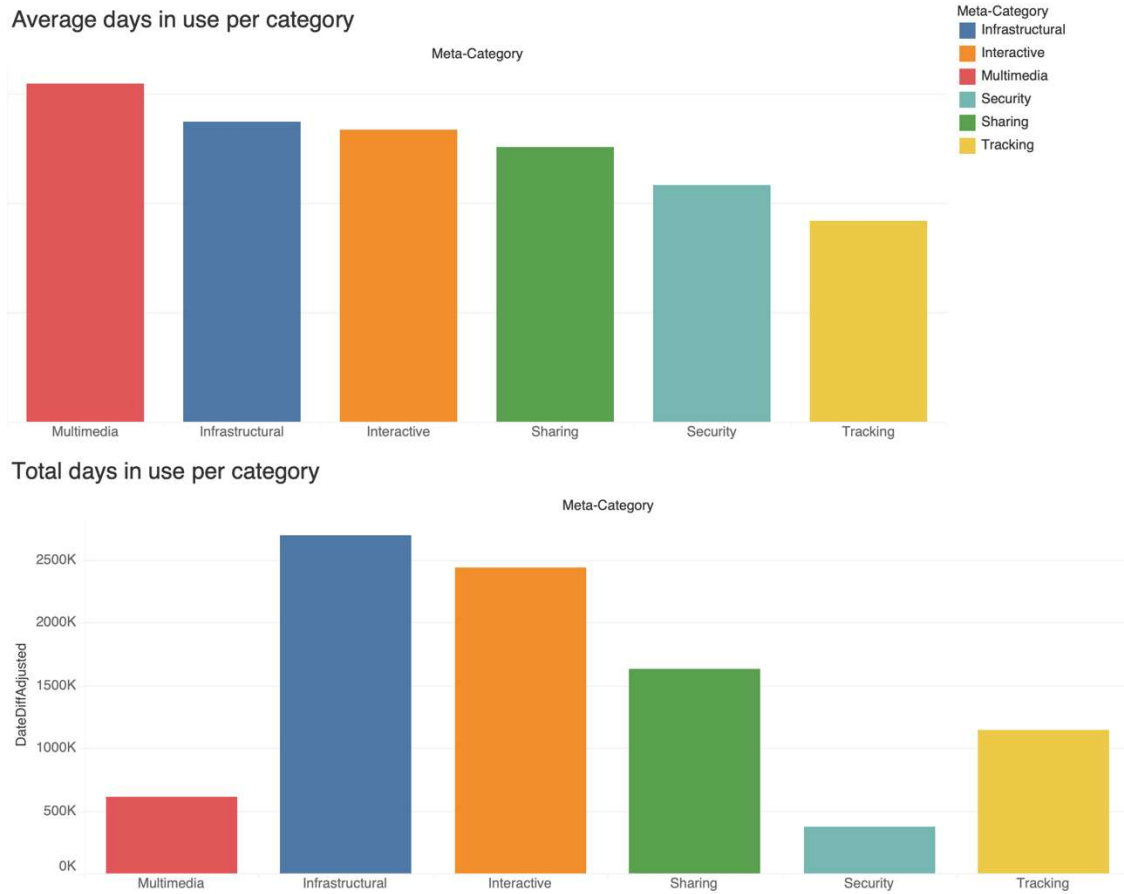 Average days in use per category
Meta-Category
Meta-Category
Infrastructural
Interactive
Multimedia
Security
Sharing
Tracking
Multimedia Infrastructural Interactive Sharing Security Tracking
Total days in use per category
Meta-Category
DateDiffAdjusted
2500K
2000K
1500K
1000K
500K
0K
Multimedia Infrastructural Interactive Sharing Security Tracking